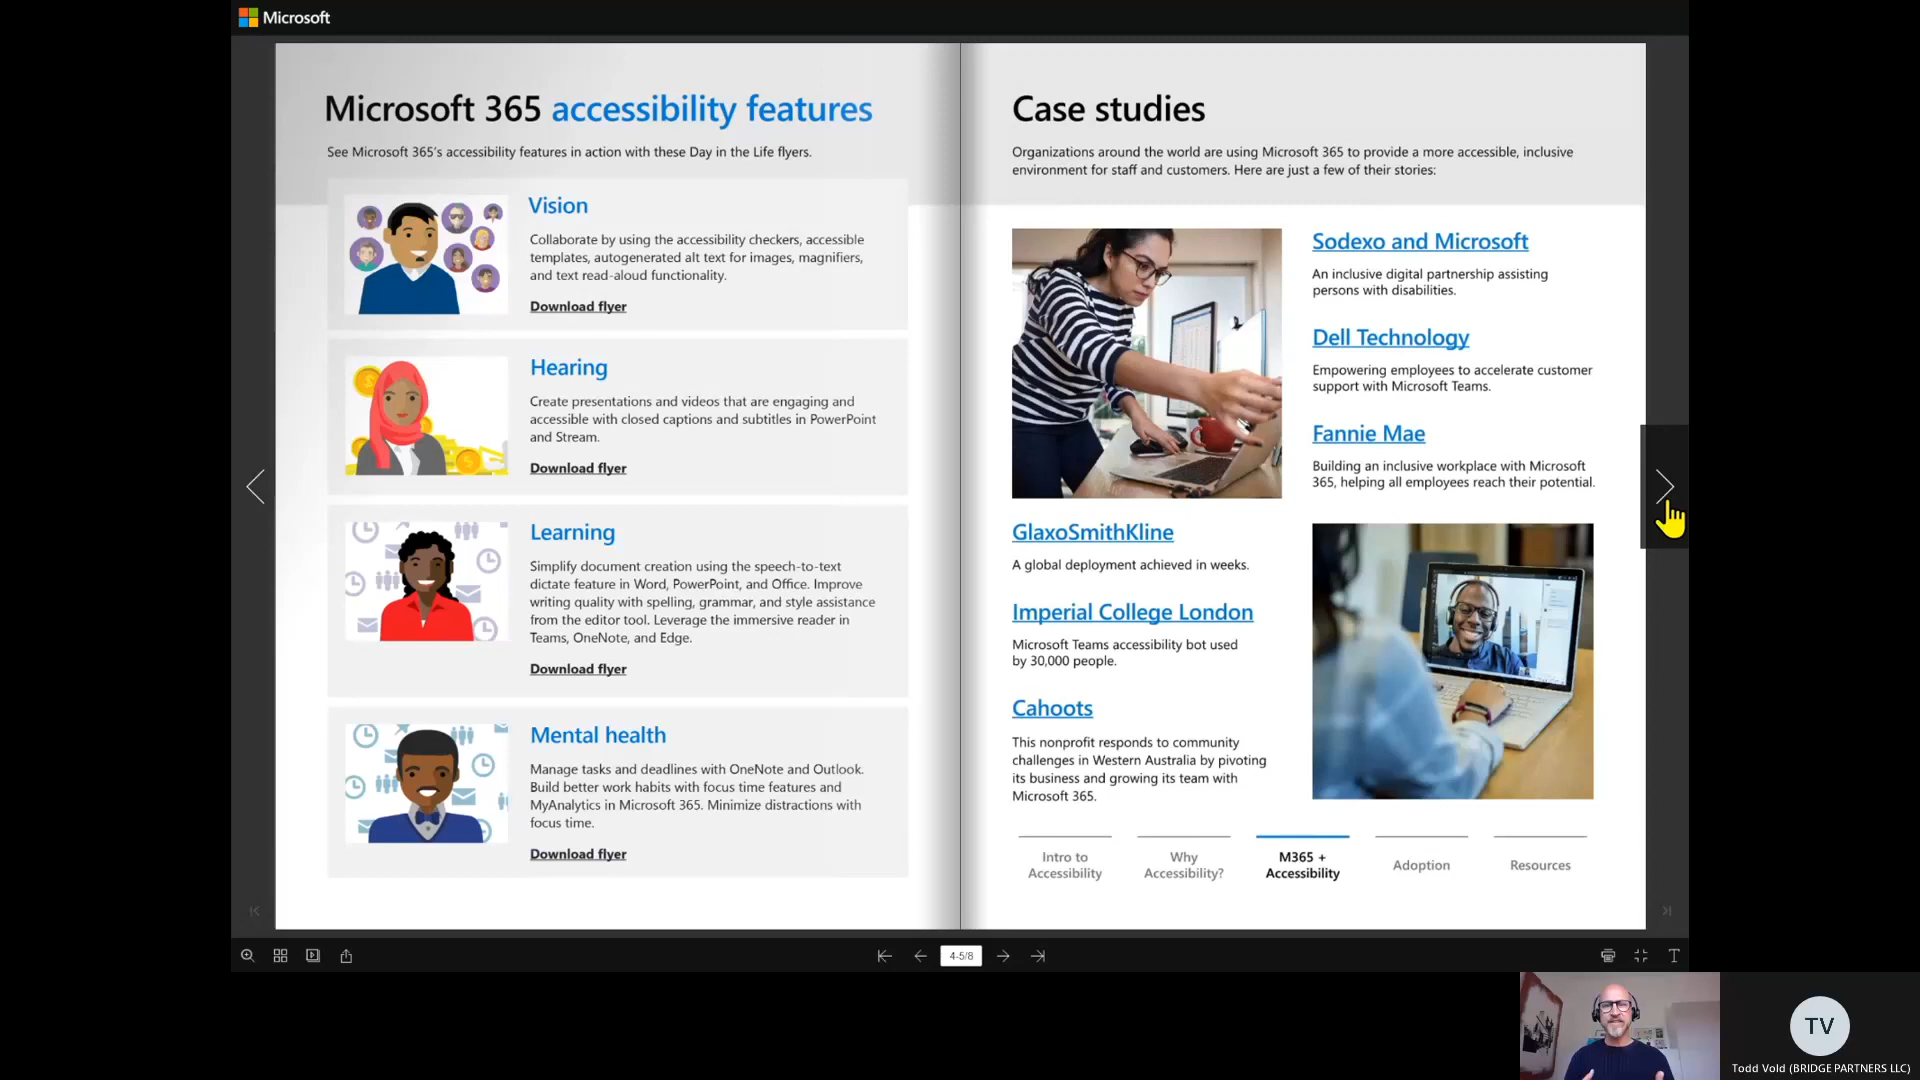 Microsoft
Microsoft 365 accessibility features
See Microsoft 365's accessibility features in action with these Day in the Life flyers.
Vision
Collaborate by using the accessibility checkers, accessible
templates, autogenerated alt text for images, magnifiers,
and text read-aloud functionality.
Download flyer
Hearing
Create presentations and videos that are engaging and
accessible with closed captions and subtitles in PowerPoint
and Stream.
Download flyer
Learning
Simplify document creation using the speech-to-text
dictate feature in Word, PowerPoint, and Office. Improve
writing quality with spelling, grammar, and style assistance
from the editor tool. Leverage the immersive reader in
Teams, OneNote, and Edge.
Download flyer
Mental health
Manage tasks and deadlines with OneNote and Outlook.
Build better work habits with focus time features and
MyAnalytics in Microsoft 365. Minimize distractions with
focus time.
Download flyer
Case studies
Organizations around the world are using Microsoft 365 to provide a more accessible, inclusive
environment for staff and customers. Here are just a few of their stories:
Sodexo and Microsoft
An inclusive digital partnership assisting
persons with disabilities.
Dell Technology
Empowering employees to accelerate customer
support with Microsoft Teams.
Fannie Mae
Building an inclusive workplace with Microsoft
365, helping all employees reach their potential.
GlaxoSmithKline
A global deployment achieved in weeks.
Imperial College London
Microsoft Teams accessibility bot used
by 30,000 people.
Cahoots
This nonprofit responds to community
challenges in Western Australia by pivoting
its business and growing its team with
Microsoft 365.
Intro to
Accessibility
Why
Accessibility?
M365 +
Accessibility
Adoption
Resources
4-5/8
TV
Todd Vold (BRIDGE PARTNERS LLC)